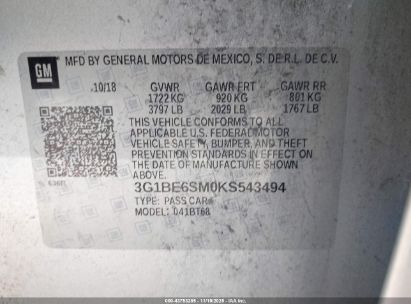 GM
MFD BY GENERAL MOTORS DE MEXICO, S. DE R.L. DE C.V.
10/18 GVWR GAWR FRT GAWR RR
1722 KG 920 KG 801 KG
3797 LB 2029 LB 1767 LB
THIS VEHICLE CONFORMS TO ALL
APPLICABLE U.S. FEDERAL MOTOR
VEHICLE SAFETY, BUMPER, AND THEFT
PREVENTION STANDARDS IN EFFECT ON
THE DATE OF MANUFACTURE SHOWN
ABOVE.
3G1BE6SM0KS543494
TYPE: PASS CAR
MODEL: D41BT68